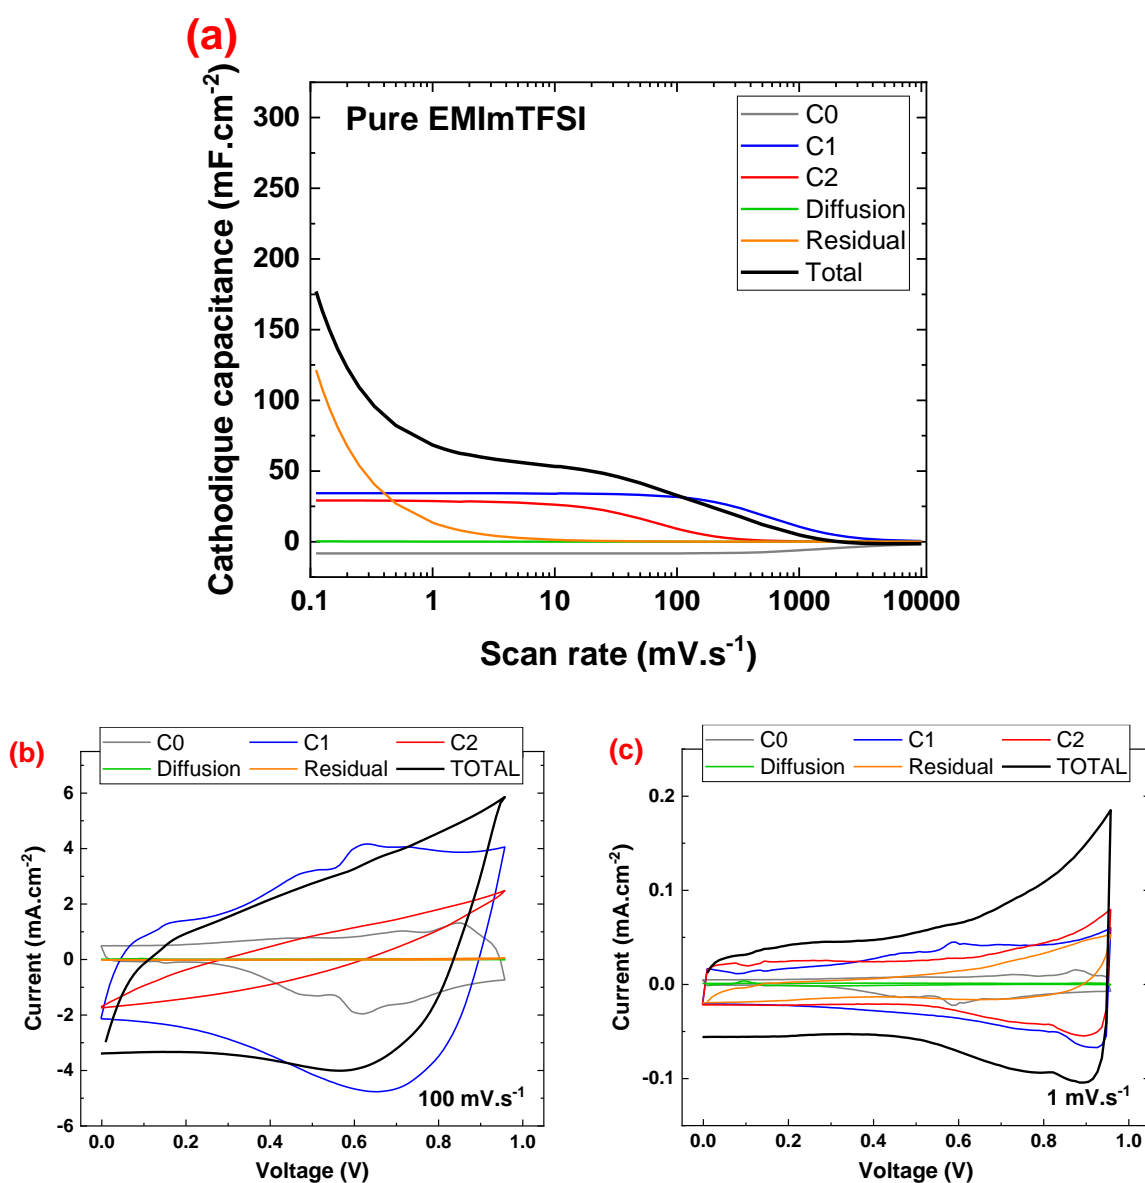 (a)
Pure EMImTFSI
C0
C1
C2
Diffusion
Residual
Total
Cathodique capacitance (mF.cm⁻²)
300
250
200
150
100
50
0
0.1 1 10 100 1000 10000
Scan rate (mV.s⁻¹)
(b)
C0 C1 C2
Diffusion Residual TOTAL
Current (mA.cm⁻²)
6
4
2
0
-2
-4
-6
100 mV.s⁻¹
0.0 0.2 0.4 0.6 0.8 1.0
Voltage (V)
(c)
C0 C1 C2
Diffusion Residual TOTAL
Current (mA.cm⁻²)
0.2
0.1
0.0
-0.1
1 mV.s⁻¹
0.0 0.2 0.4 0.6 0.8 1.0
Voltage (V)